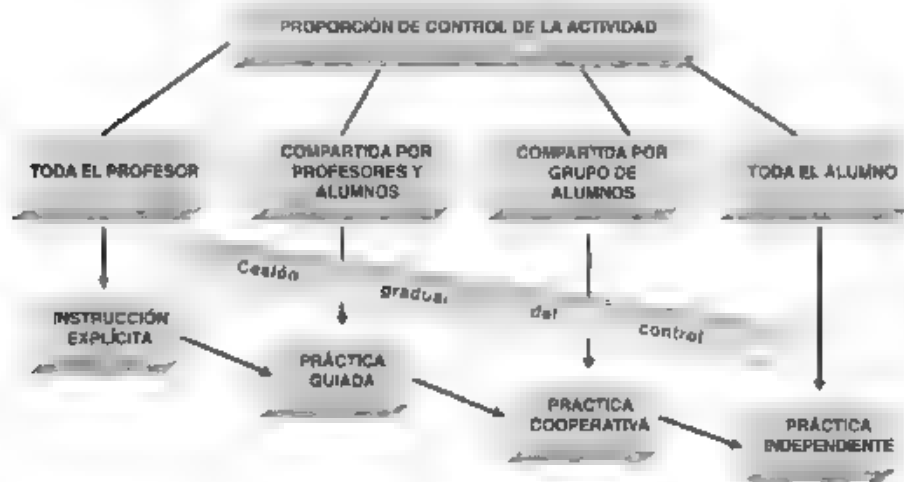 PROPORCIÓN DE CONTROL DE LA ACTIVIDAD
TODA EL PROFESOR
COMPARTIDA POR
PROFESORES Y
ALUMNOS
COMPARTIDA POR
GRUPO DE
ALUMNOS
TODA EL ALUMNO
Cesión gradual del control
INSTRUCCIÓN
EXPLÍCITA
PRÁCTICA
GUIADA
PRACTICA
COOPERATIVA
PRÁCTICA
INDEPENDIENTE